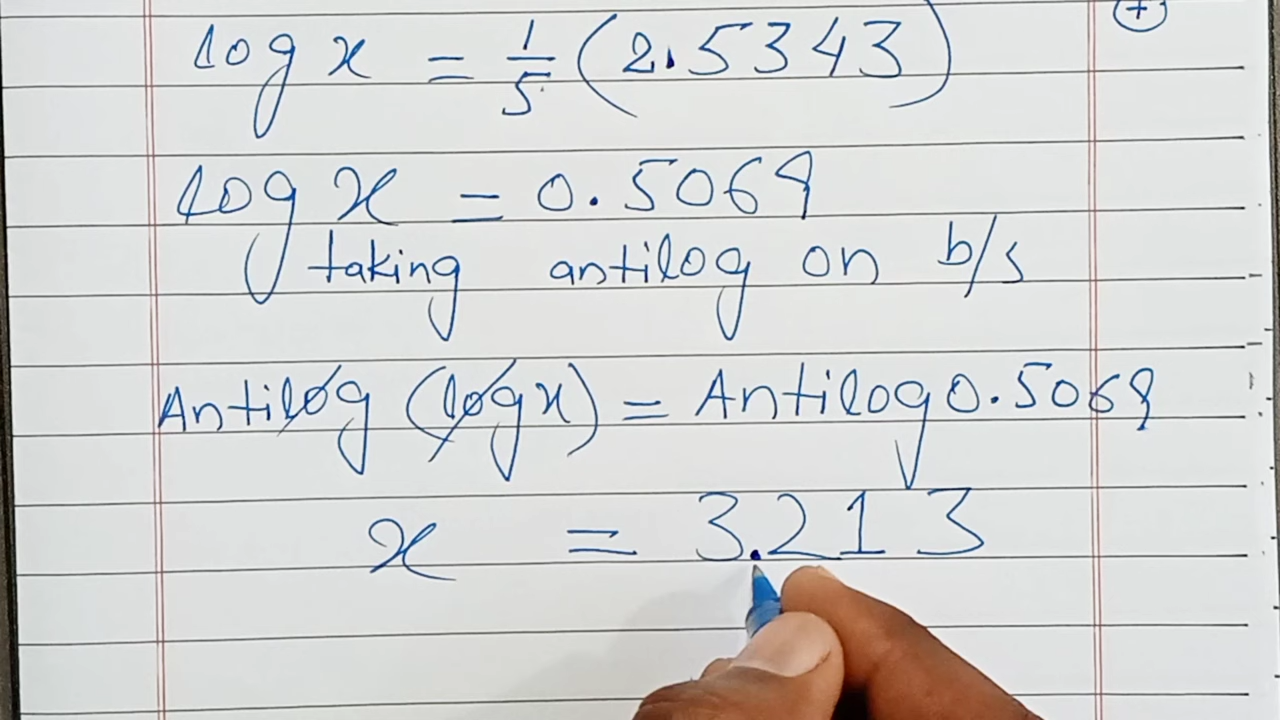 log x = 1/5 (2.5343)
log x = 0.5069
taking antilog on b/s
Antilog (log x) = Antilog 0.5069
x = 3.213